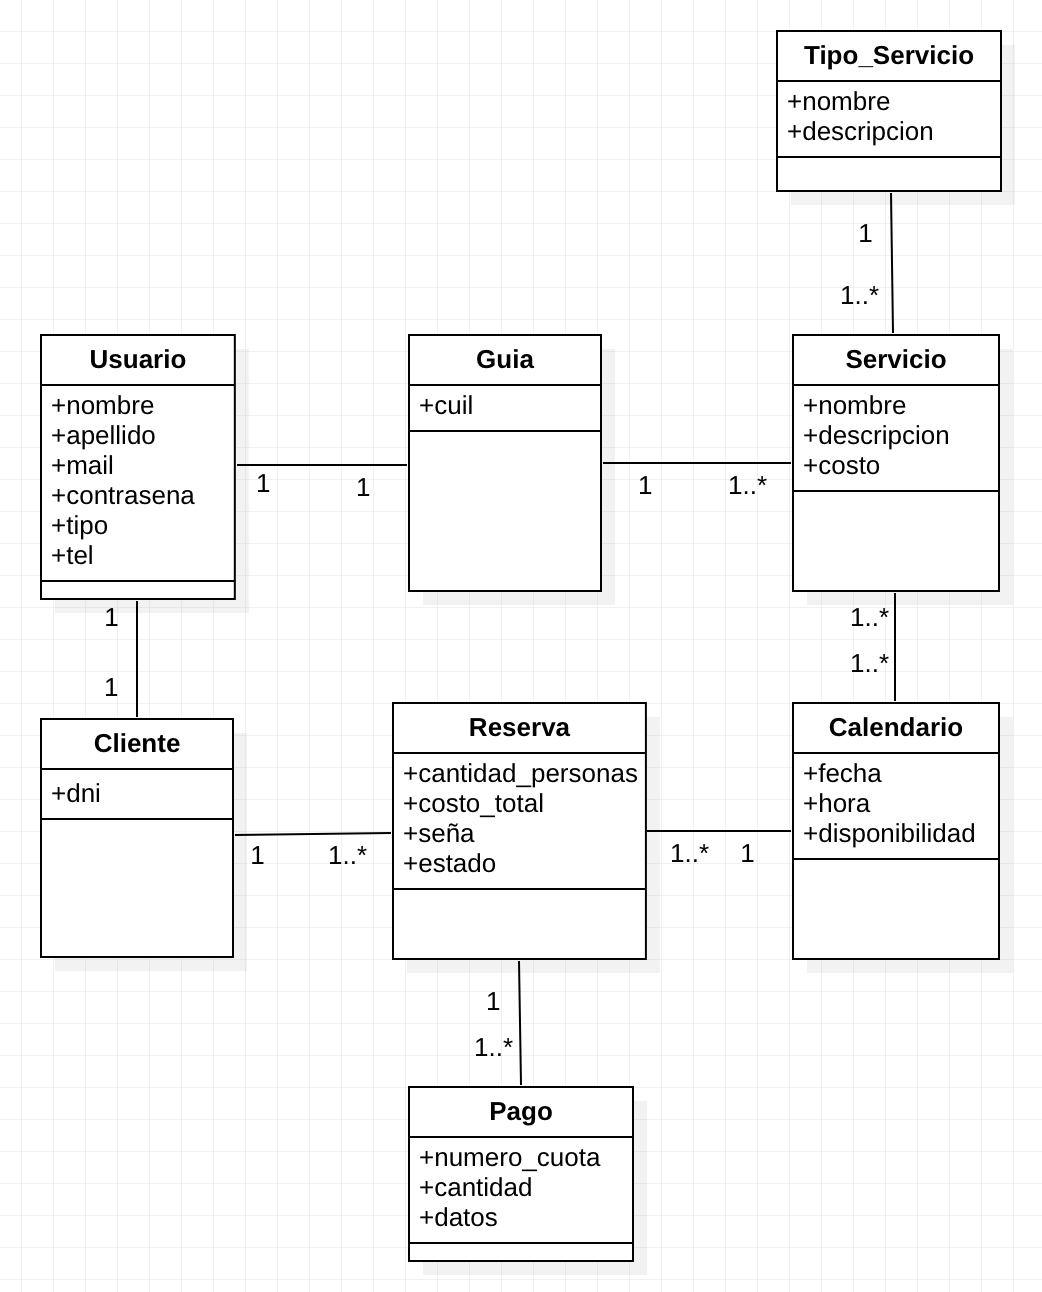 Tipo_Servicio
+nombre
+descripcion
1
1..*
Usuario
+nombre
+apellido
+mail
+contrasena
+tipo
+tel
1
1
Guia
+cuil
1
1..*
Servicio
+nombre
+descripcion
+costo
1
1
1..*
1..*
Cliente
+dni
1
1..*
Reserva
+cantidad_personas
+costo_total
+seña
+estado
1..*
1
Calendario
+fecha
+hora
+disponibilidad
1
1..*
Pago
+numero_cuota
+cantidad
+datos